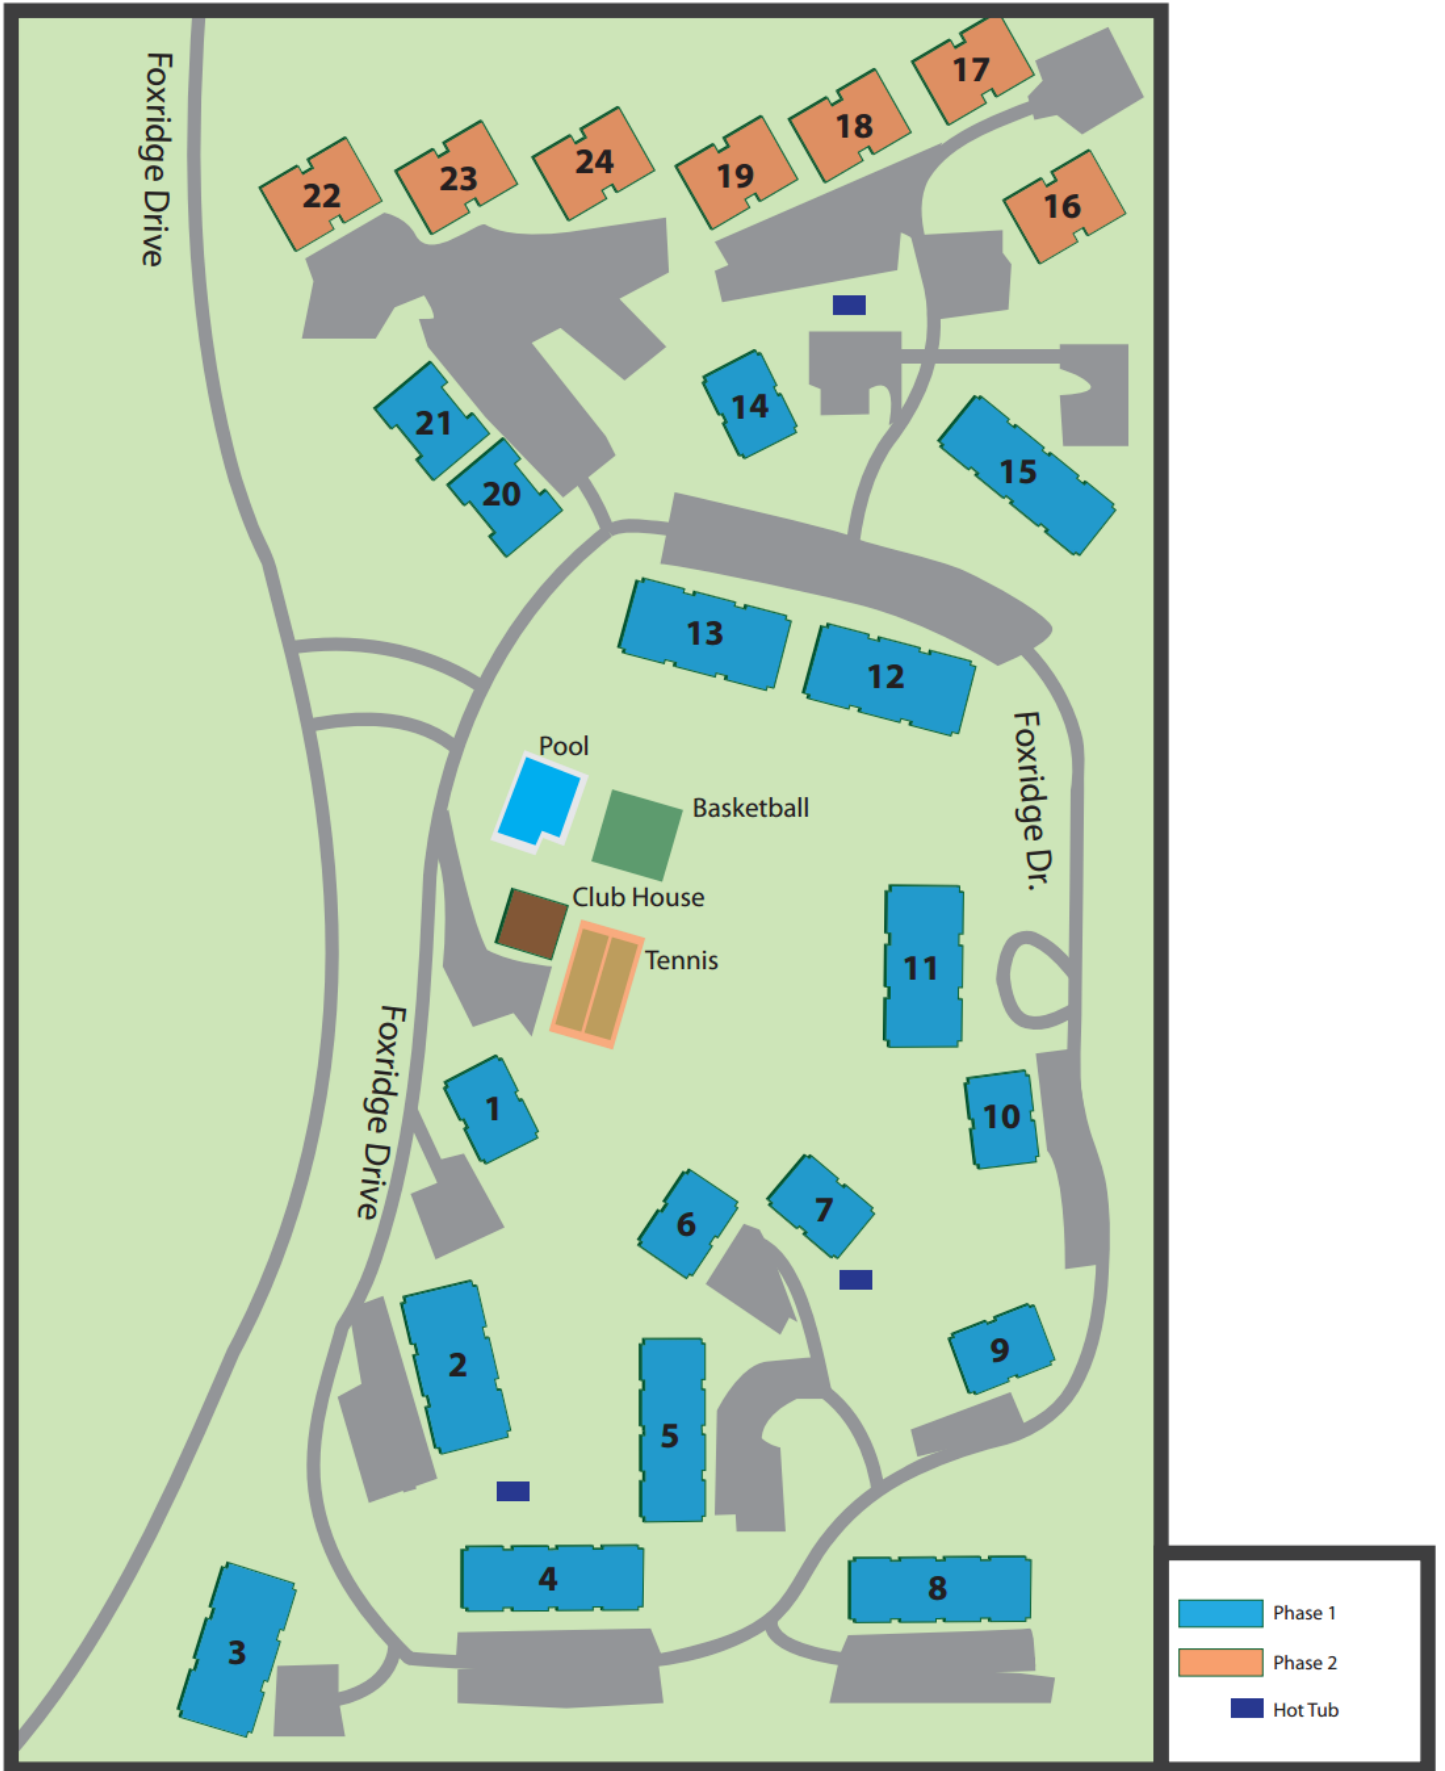 Foxridge Drive
17
18
19
24
23
22
16
14
21
20
15
13
12
Foxridge Dr.
Pool
Basketball
Club House
Tennis
11
Foxridge Drive
1
10
6
7
2
9
5
4
8
3
Phase 1
Phase 2
Hot Tub